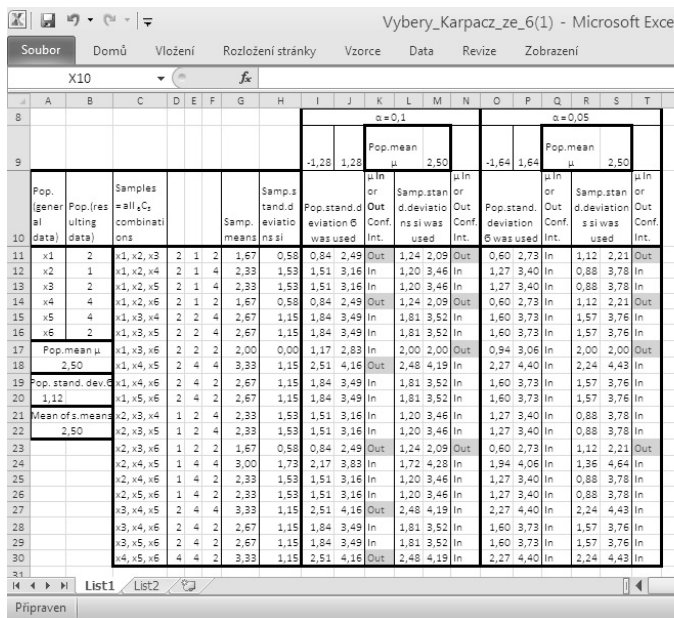 Vybery_Karpacz_ze_6(1) - Microsoft Exce
Soubor Domů Vložení Rozložení stránky Vzorce Data Revize Zobrazení
X10 fx
A B C D E F G H I J K L M N O P Q R S T
8 α = 0,1 α = 0,05
9 -1,28 1,28 Pop.mean μ 2,50 -1,64 1,64 Pop.mean μ 2,50
10 Pop. (gener al data) Pop.(res ulting data) Samples = all ₆C₃ combinati ons Samp. means Samp.s tand.d eviatio ns si Pop.stand.d eviation б was used μ In or Out Conf. Int. Samp.stan d.deviatio ns si was used μ In or Out Conf. Int. Pop.stand. deviation б was used μ In or Out Conf. Int. Samp.stan d.deviatio ns si was used μ In or Out Conf. Int.
11 x1 2 x1, x2, x3 2 1 2 1,67 0,58 0,84 2,49 Out 1,24 2,09 Out 0,60 2,73 In 1,12 2,21 Out
12 x2 1 x1, x2, x4 2 1 4 2,33 1,53 1,51 3,16 In 1,20 3,46 In 1,27 3,40 In 0,88 3,78 In
13 x3 2 x1, x2, x5 2 1 4 2,33 1,53 1,51 3,16 In 1,20 3,46 In 1,27 3,40 In 0,88 3,78 In
14 x4 4 x1, x2, x6 2 1 2 1,67 0,58 0,84 2,49 Out 1,24 2,09 Out 0,60 2,73 In 1,12 2,21 Out
15 x5 4 x1, x3, x4 2 2 4 2,67 1,15 1,84 3,49 In 1,81 3,52 In 1,60 3,73 In 1,57 3,76 In
16 x6 2 x1, x3, x5 2 2 4 2,67 1,15 1,84 3,49 In 1,81 3,52 In 1,60 3,73 In 1,57 3,76 In
17 Pop.mean μ x1, x3, x6 2 2 2 2,00 0,00 1,17 2,83 In 2,00 2,00 Out 0,94 3,06 In 2,00 2,00 Out
18 2,50 x1, x4, x5 2 4 4 3,33 1,15 2,51 4,16 Out 2,48 4,19 In 2,27 4,40 In 2,24 4,43 In
19 Pop. stand. dev.б x1, x4, x6 2 4 2 2,67 1,15 1,84 3,49 In 1,81 3,52 In 1,60 3,73 In 1,57 3,76 In
20 1,12 x1, x5, x6 2 4 2 2,67 1,15 1,84 3,49 In 1,81 3,52 In 1,60 3,73 In 1,57 3,76 In
21 Mean of s.means x2, x3, x4 1 2 4 2,33 1,53 1,51 3,16 In 1,20 3,46 In 1,27 3,40 In 0,88 3,78 In
22 2,50 x2, x3, x5 1 2 4 2,33 1,53 1,51 3,16 In 1,20 3,46 In 1,27 3,40 In 0,88 3,78 In
23 x2, x3, x6 1 2 2 1,67 0,58 0,84 2,49 Out 1,24 2,09 Out 0,60 2,73 In 1,12 2,21 Out
24 x2, x4, x5 1 4 4 3,00 1,73 2,17 3,83 In 1,72 4,28 In 1,94 4,06 In 1,36 4,64 In
25 x2, x4, x6 1 4 2 2,33 1,53 1,51 3,16 In 1,20 3,46 In 1,27 3,40 In 0,88 3,78 In
26 x2, x5, x6 1 4 2 2,33 1,53 1,51 3,16 In 1,20 3,46 In 1,27 3,40 In 0,88 3,78 In
27 x3, x4, x5 2 4 4 3,33 1,15 2,51 4,16 Out 2,48 4,19 In 2,27 4,40 In 2,24 4,43 In
28 x3, x4, x6 2 4 2 2,67 1,15 1,84 3,49 In 1,81 3,52 In 1,60 3,73 In 1,57 3,76 In
29 x3, x5, x6 2 4 2 2,67 1,15 1,84 3,49 In 1,81 3,52 In 1,60 3,73 In 1,57 3,76 In
30 x4, x5, x6 4 4 2 3,33 1,15 2,51 4,16 Out 2,48 4,19 In 2,27 4,40 In 2,24 4,43 In
31
List1 List2
Připraven